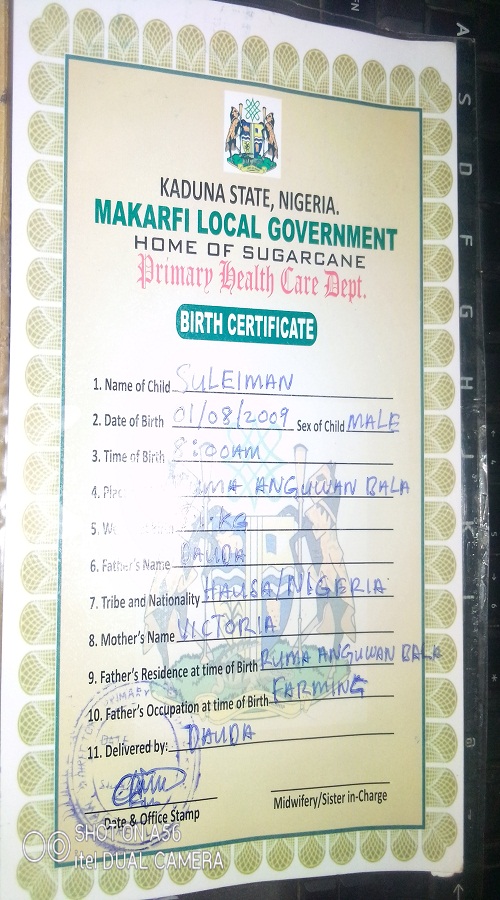 KADUNA STATE, NIGERIA.
MAKARFI LOCAL GOVERNMENT
HOME OF SUGARCANE
Primary Health Care Dept.
BIRTH CERTIFICATE
1. Name of Child SULEIMAN
2. Date of Birth 01/08/2009 Sex of Child MALE
3. Time of Birth 8:00AM
4. ANGUWAN BALA
5.
6. Father's Name DAUDA
7. Tribe and Nationality HAUSA/NIGERIA
8. Mother's Name VICTORIA
9. Father's Residence at time of Birth RUMA ANGUWAN BALA
10. Father's Occupation at time of Birth FARMING
11. Delivered by: DAUDA
Date & Office Stamp
Midwifery/Sister in-Charge
SHOT ON A56
itel DUAL CAMERA
A
S
D
F
G
H
J
K